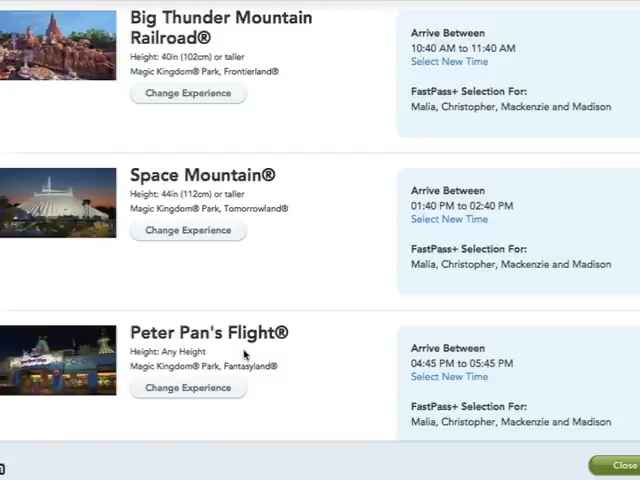 Big Thunder Mountain
Railroad®
Height: 40in (102cm) or taller
Magic Kingdom® Park, Frontierland®
Change Experience
Arrive Between
10:40 AM to 11:40 AM
Select New Time
FastPass+ Selection For:
Malia, Christopher, Mackenzie and Madison
Space Mountain®
Height: 44in (112cm) or taller
Magic Kingdom® Park, Tomorrowland®
Change Experience
Arrive Between
01:40 PM to 02:40 PM
Select New Time
FastPass+ Selection For:
Malia, Christopher, Mackenzie and Madison
Peter Pan's Flight®
Height: Any Height
Magic Kingdom® Park, Fantasyland®
Change Experience
Arrive Between
04:45 PM to 05:45 PM
Select New Time
FastPass+ Selection For:
Malia, Christopher, Mackenzie and Madison
Close